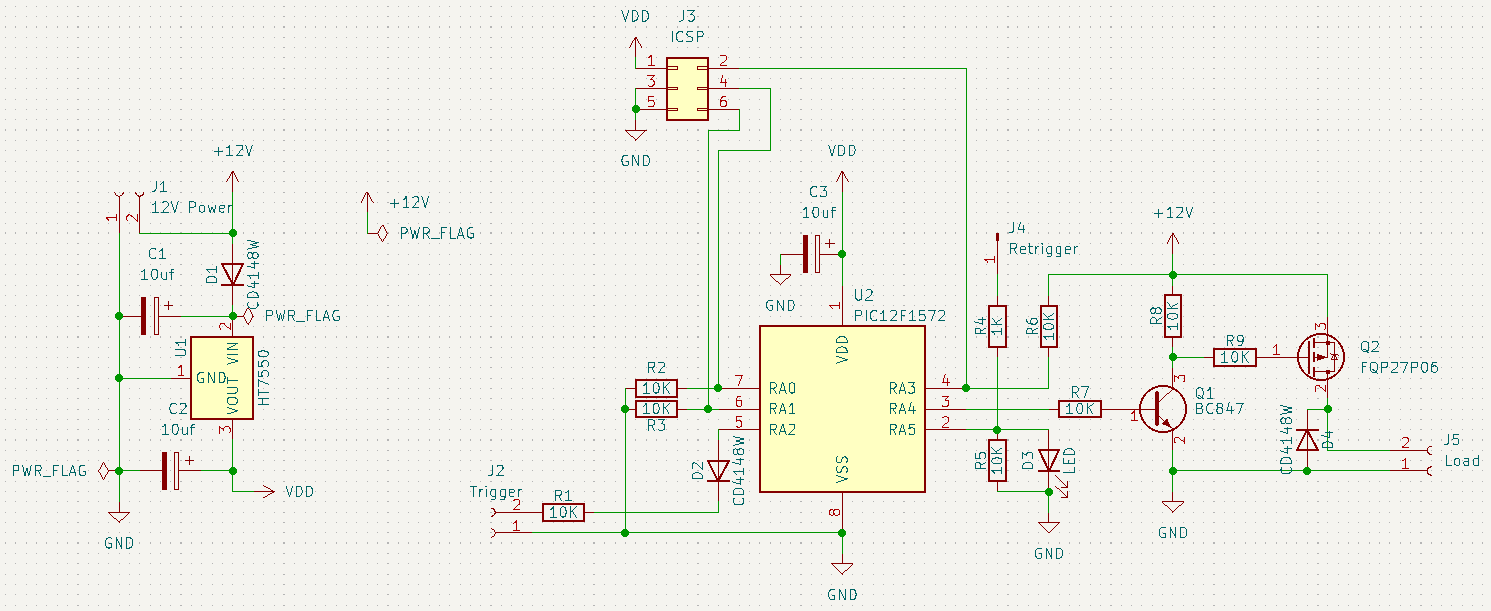 VDD
J3
ICSP
1
2
3
4
5
6
GND
+12V
J1
12V Power
1
2
+12V
PWR_FLAG
C1
10uf
+
D1
CD4148W
PWR_FLAG
2
U1
HT7550
VIN
1
GND
VOUT
3
C2
10uf
+
PWR_FLAG
VDD
GND
VDD
C3
10uf
+
GND
1
U2
PIC12F1572
VDD
R2
10K
7
RA0
R3
10K
6
RA1
5
RA2
VSS
8
RA3
4
RA4
3
RA5
2
D2
CD4148W
J2
Trigger
2
1
R1
10K
GND
J4
Retrigger
1
R4
1K
R6
10K
R5
10K
D3
LED
GND
R7
10K
+12V
R8
10K
R9
10K
1
3
Q2
FQP27P06
2
3
Q1
BC847
1
2
CD4148W
D4
GND
J5
Load
2
1